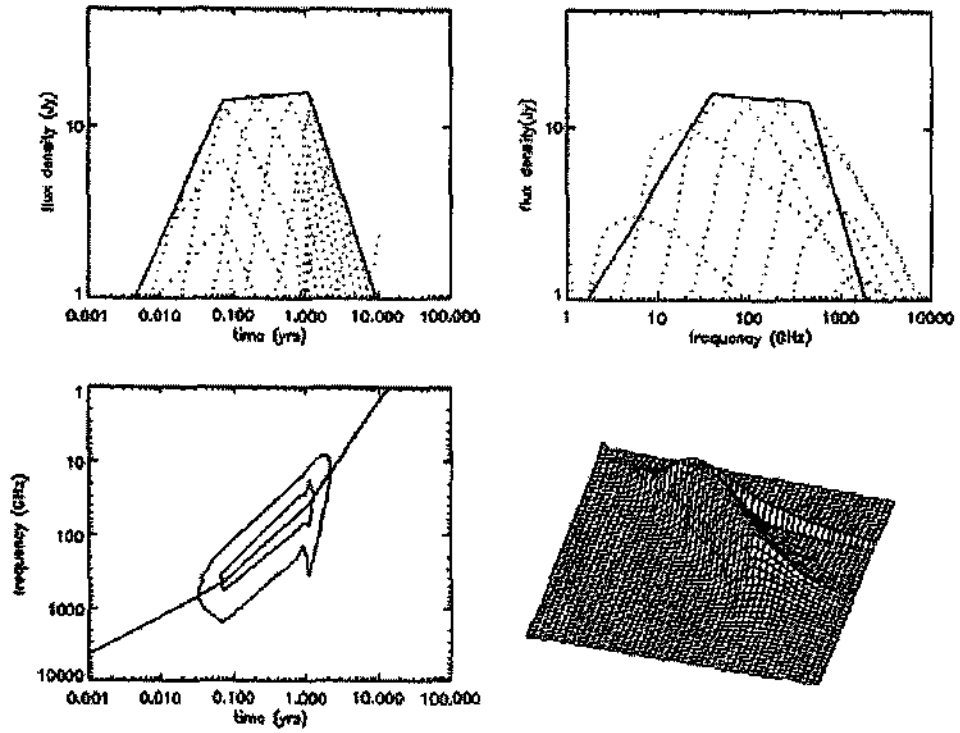 flux density (Jy)
10
1
0.001 0.010 0.100 1.000 10.000 100.000
time (yrs)
flux density(Jy)
10
1
1 10 100 1000 10000
frequency (GHz)
frequency (GHz)
1
10
100
1000
10000
0.001 0.010 0.100 1.000 10.000 100.000
time (yrs)